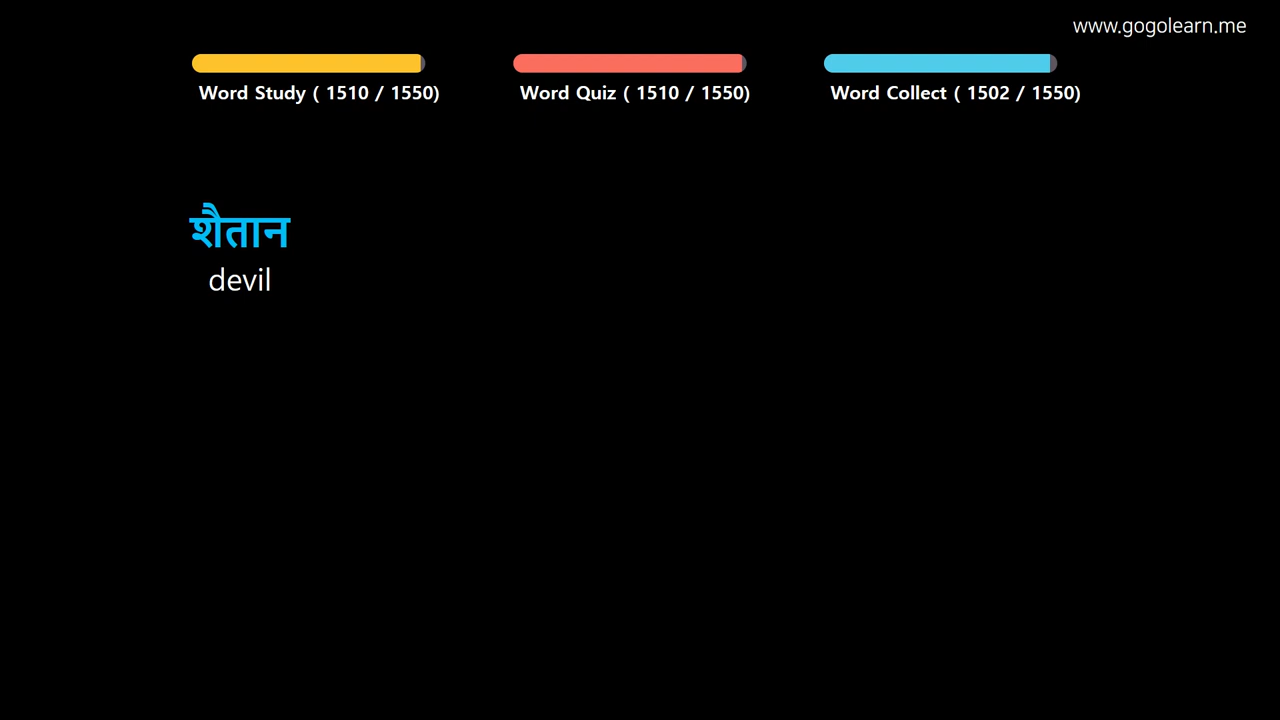 www.gogolearn.me
Word Study ( 1510 / 1550)
Word Quiz ( 1510 / 1550)
Word Collect ( 1502 / 1550)
शैतान
devil